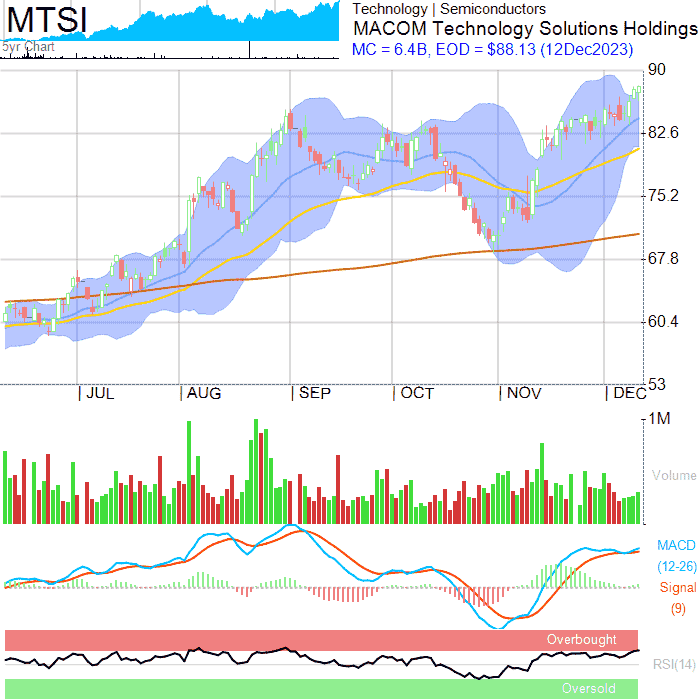 MTSI
5yr Chart
Technology | Semiconductors
MACOM Technology Solutions Holdings
MC = 6.4B, EOD = $88.13 (12Dec2023)
90
82.6
75.2
67.8
60.4
53
| JUL | AUG | SEP | OCT | NOV | DEC
1M
Volume
MACD
(12-26)
Signal
(9)
Overbought
RSI(14)
Oversold